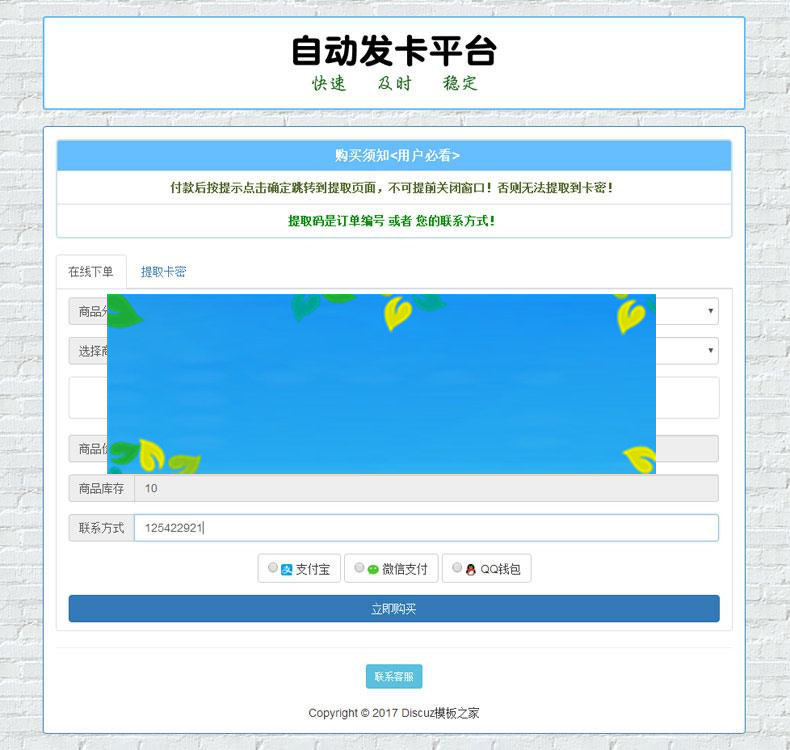 自动发卡平台
快速 及时 稳定
购买须知<用户必看>
付款后按提示点击确定跳转到提取页面，不可提前关闭窗口！否则无法提取到卡密！
提取码是订单编号 或者 您的联系方式！
在线下单 提取卡密
商品
选择
商品
商品库存 10
联系方式 125422921
支付宝 微信支付 QQ钱包
立即购买
联系客服
Copyright © 2017 Discuz模板之家